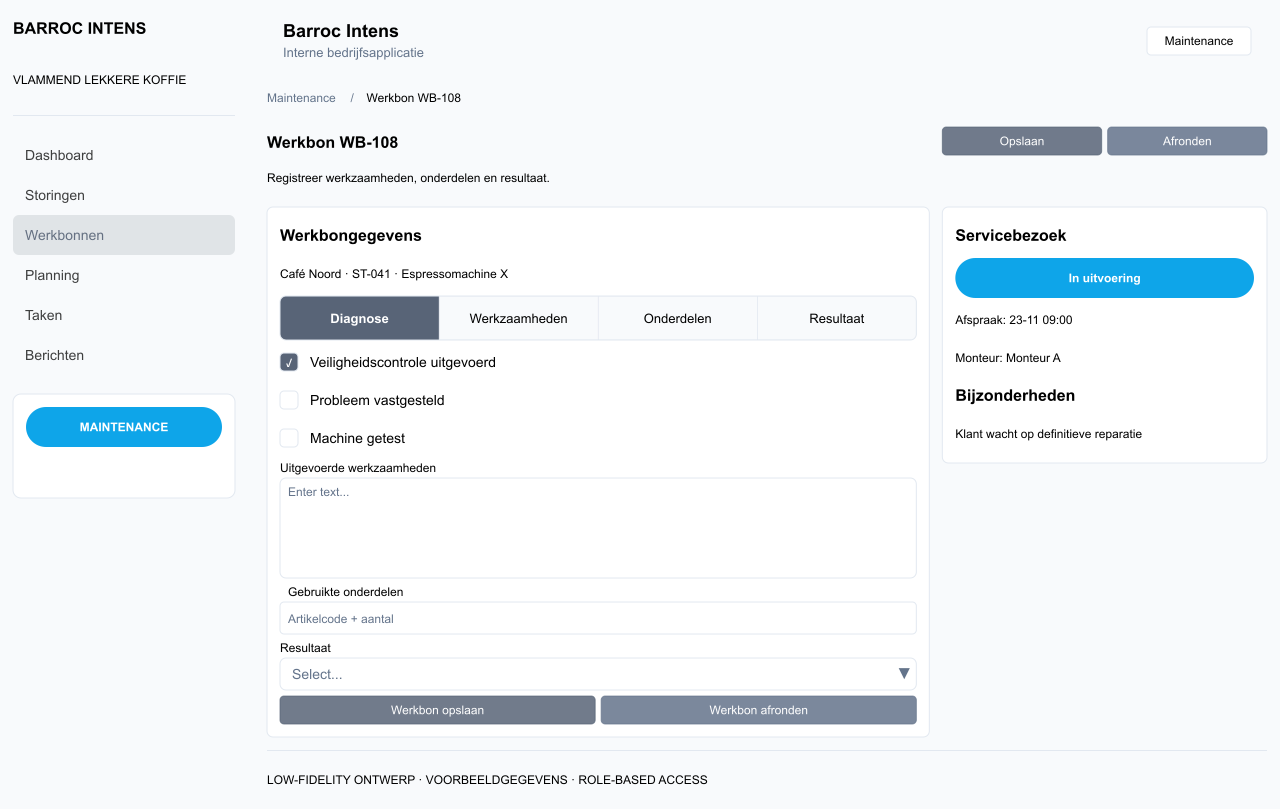 BARROC INTENS
VLAMMEND LEKKERE KOFFIE
Dashboard
Storingen
Werkbonnen
Planning
Taken
Berichten
MAINTENANCE
Barroc Intens
Interne bedrijfsapplicatie
Maintenance
Maintenance / Werkbon WB-108
Werkbon WB-108
Opslaan
Afronden
Registreer werkzaamheden, onderdelen en resultaat.
Werkbongegevens
Café Noord · ST-041 · Espressomachine X
Diagnose
Werkzaamheden
Onderdelen
Resultaat
Veiligheidscontrole uitgevoerd
Probleem vastgesteld
Machine getest
Uitgevoerde werkzaamheden
Enter text...
Gebruikte onderdelen
Artikelcode + aantal
Resultaat
Select...
Werkbon opslaan
Werkbon afronden
Servicebezoek
In uitvoering
Afspraak: 23-11 09:00
Monteur: Monteur A
Bijzonderheden
Klant wacht op definitieve reparatie
LOW-FIDELITY ONTWERP · VOORBEELDGEGEVENS · ROLE-BASED ACCESS